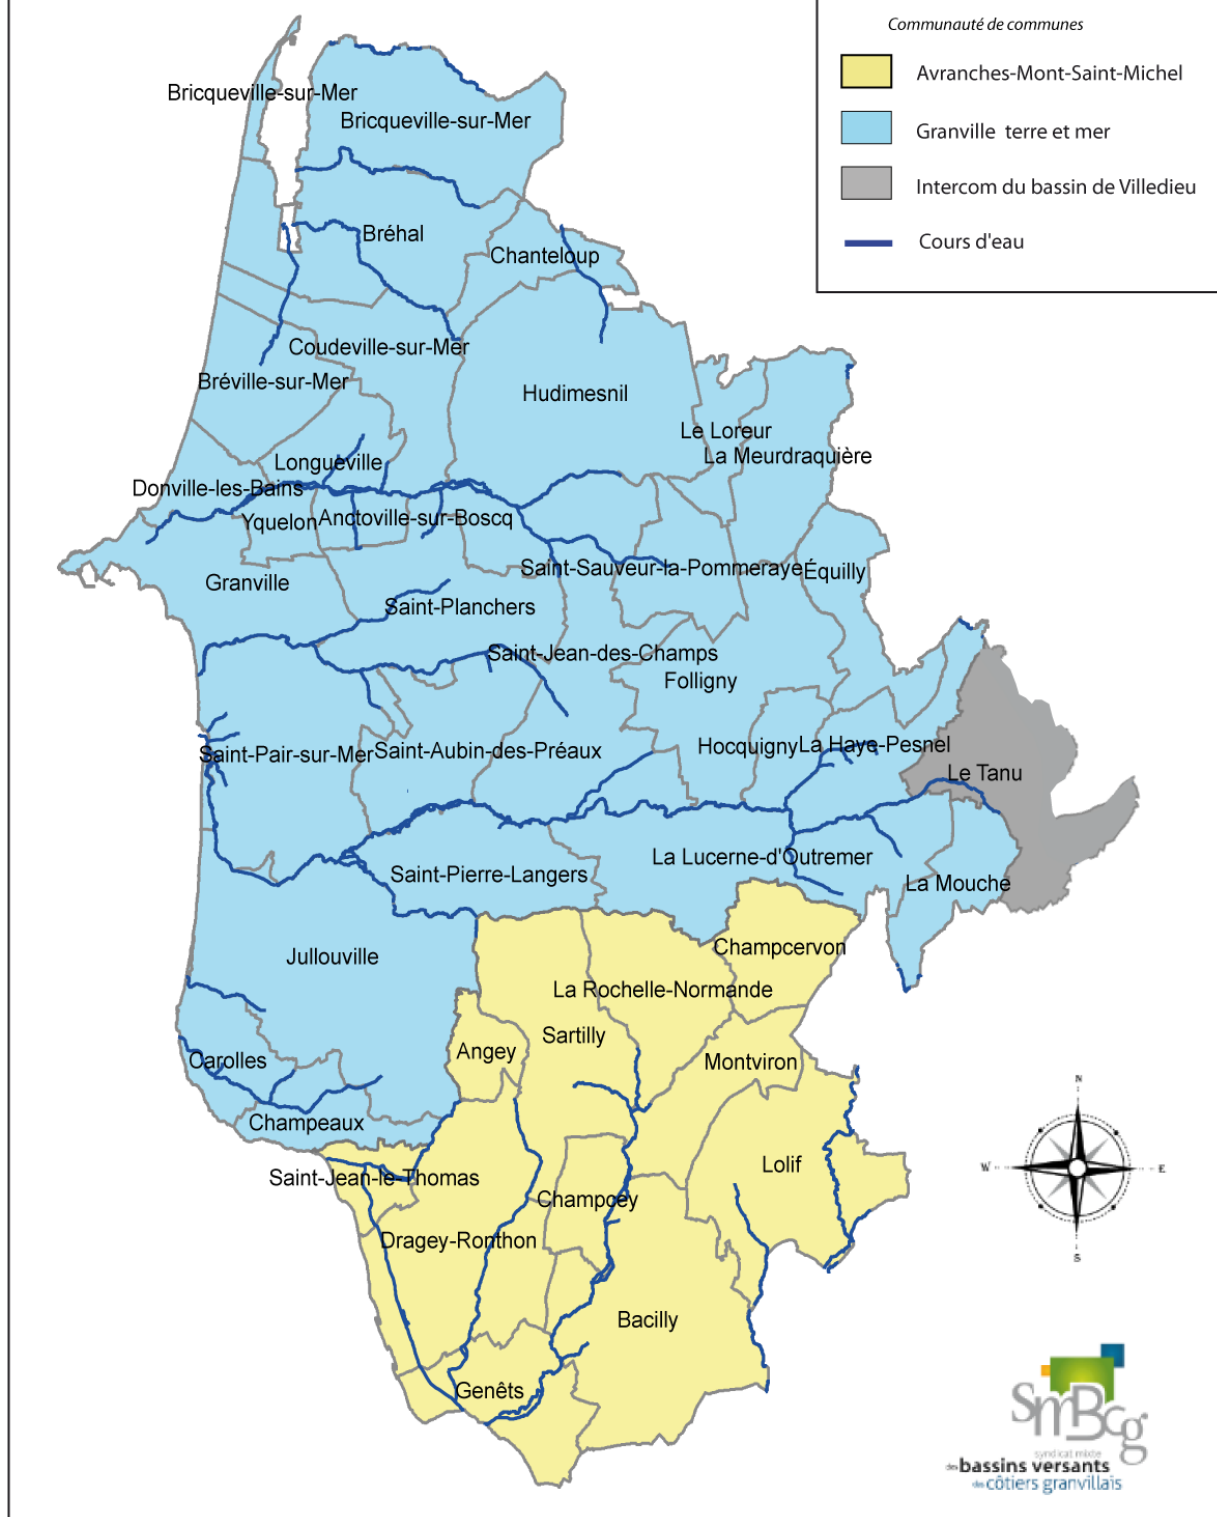 Communauté de communes
Avranches-Mont-Saint-Michel
Granville terre et mer
Intercom du bassin de Villedieu
Cours d'eau
Bricqueville-sur-Mer
Bricqueville-sur-Mer
Bréhal
Chanteloup
Coudeville-sur-Mer
Bréville-sur-Mer
Hudimesnil
Le Loreur
La Meurdraquière
Longueville
Donville-les-Bains
Yquelon
Anctoville-sur-Boscq
Saint-Sauveur-la-Pommeraye
Équilly
Granville
Saint-Planchers
Saint-Jean-des-Champs
Folligny
Hocquigny
La Haye-Pesnel
Saint-Pair-sur-Mer
Saint-Aubin-des-Préaux
Le Tanu
La Lucerne-d'Outremer
Saint-Pierre-Langers
La Mouche
Champcervon
Jullouville
La Rochelle-Normande
Sartilly
Angey
Montviron
Carolles
Champeaux
Lolif
Saint-Jean-le-Thomas
Champcey
Dragey-Ronthon
Bacilly
Genêts
N
W
E
S
SmBcg
syndicat mixte
des bassins versants
des côtiers granvillais